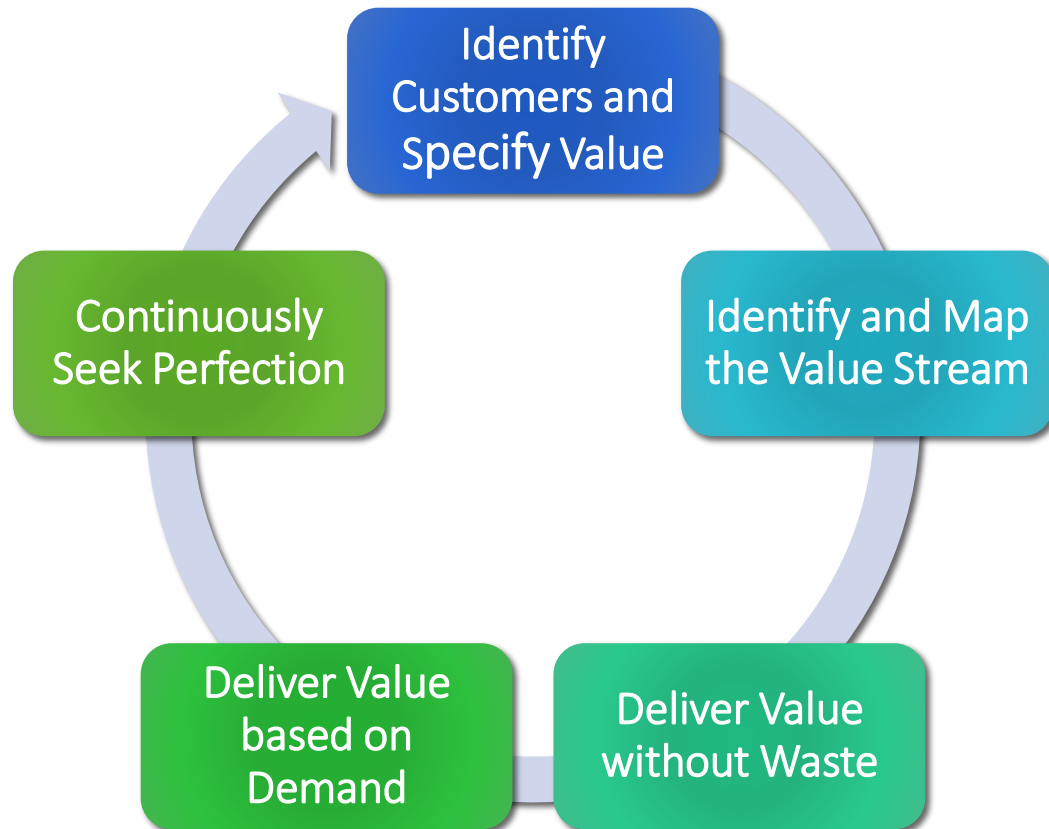 Identify
Customers and
Specify Value
Identify and Map
the Value Stream
Deliver Value
without Waste
Deliver Value
based on
Demand
Continuously
Seek Perfection